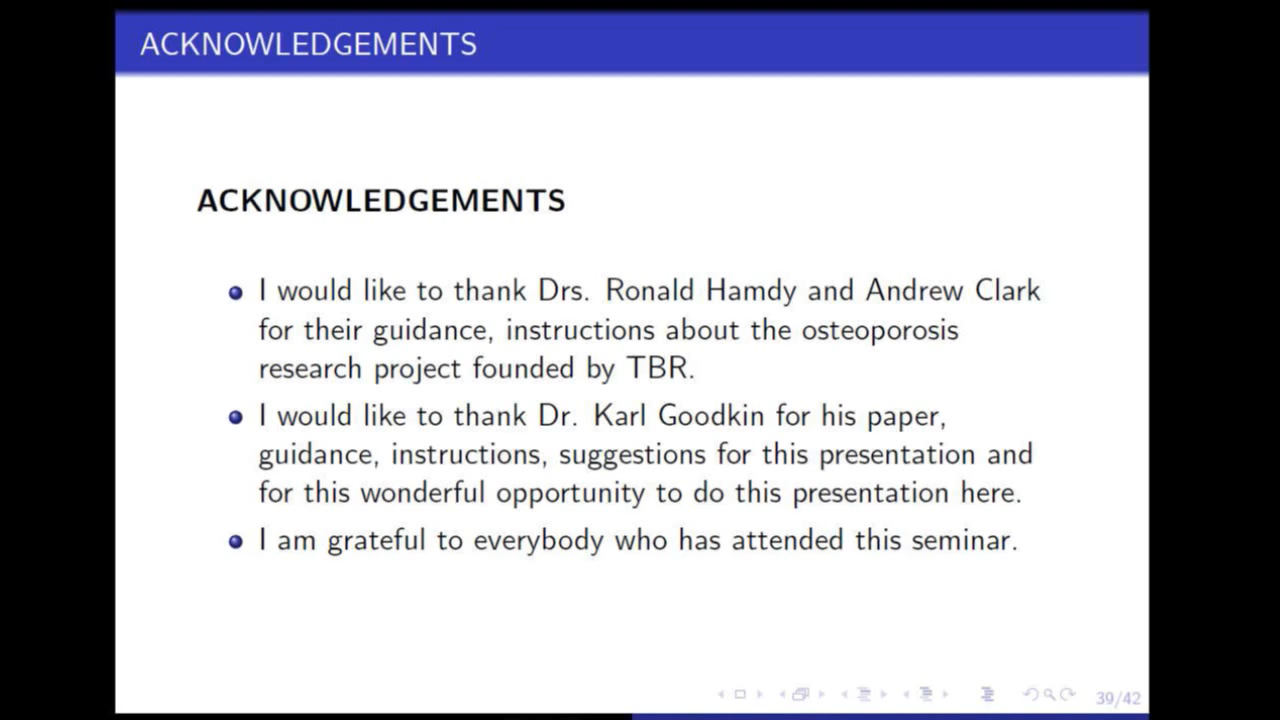 ACKNOWLEDGEMENTS
ACKNOWLEDGEMENTS
I would like to thank Drs. Ronald Hamdy and Andrew Clark
for their guidance, instructions about the osteoporosis
research project founded by TBR.
I would like to thank Dr. Karl Goodkin for his paper,
guidance, instructions, suggestions for this presentation and
for this wonderful opportunity to do this presentation here.
I am grateful to everybody who has attended this seminar.
39/42